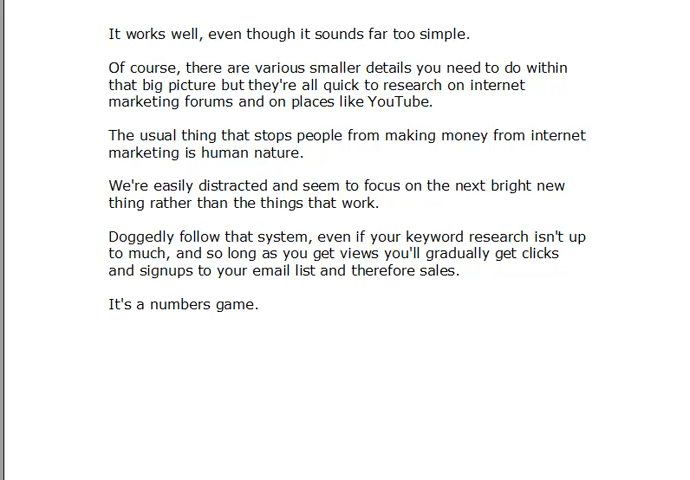 It works well, even though it sounds far too simple.
Of course, there are various smaller details you need to do within
that big picture but they're all quick to research on internet
marketing forums and on places like YouTube.
The usual thing that stops people from making money from internet
marketing is human nature.
We're easily distracted and seem to focus on the next bright new
thing rather than the things that work.
Doggedly follow that system, even if your keyword research isn't up
to much, and so long as you get views you'll gradually get clicks
and signups to your email list and therefore sales.
It's a numbers game.